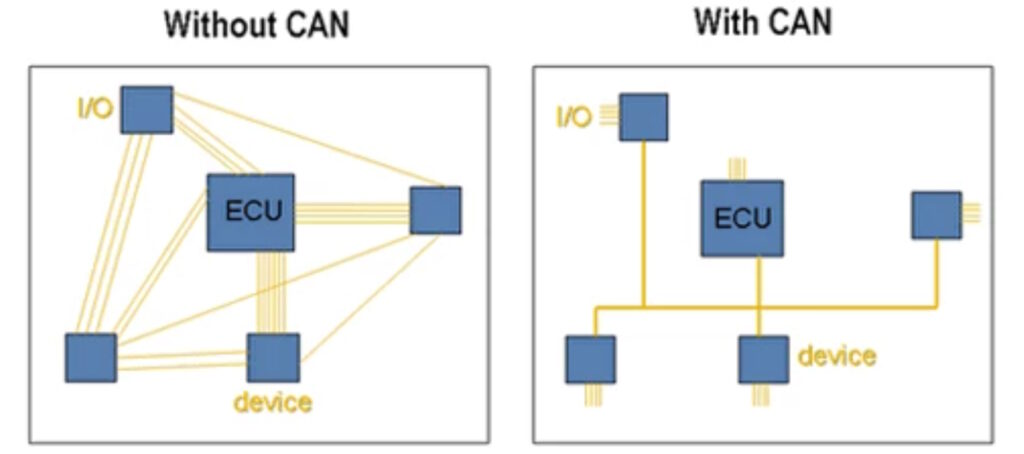 Without CAN
I/O
ECU
device
With CAN
I/O
ECU
device